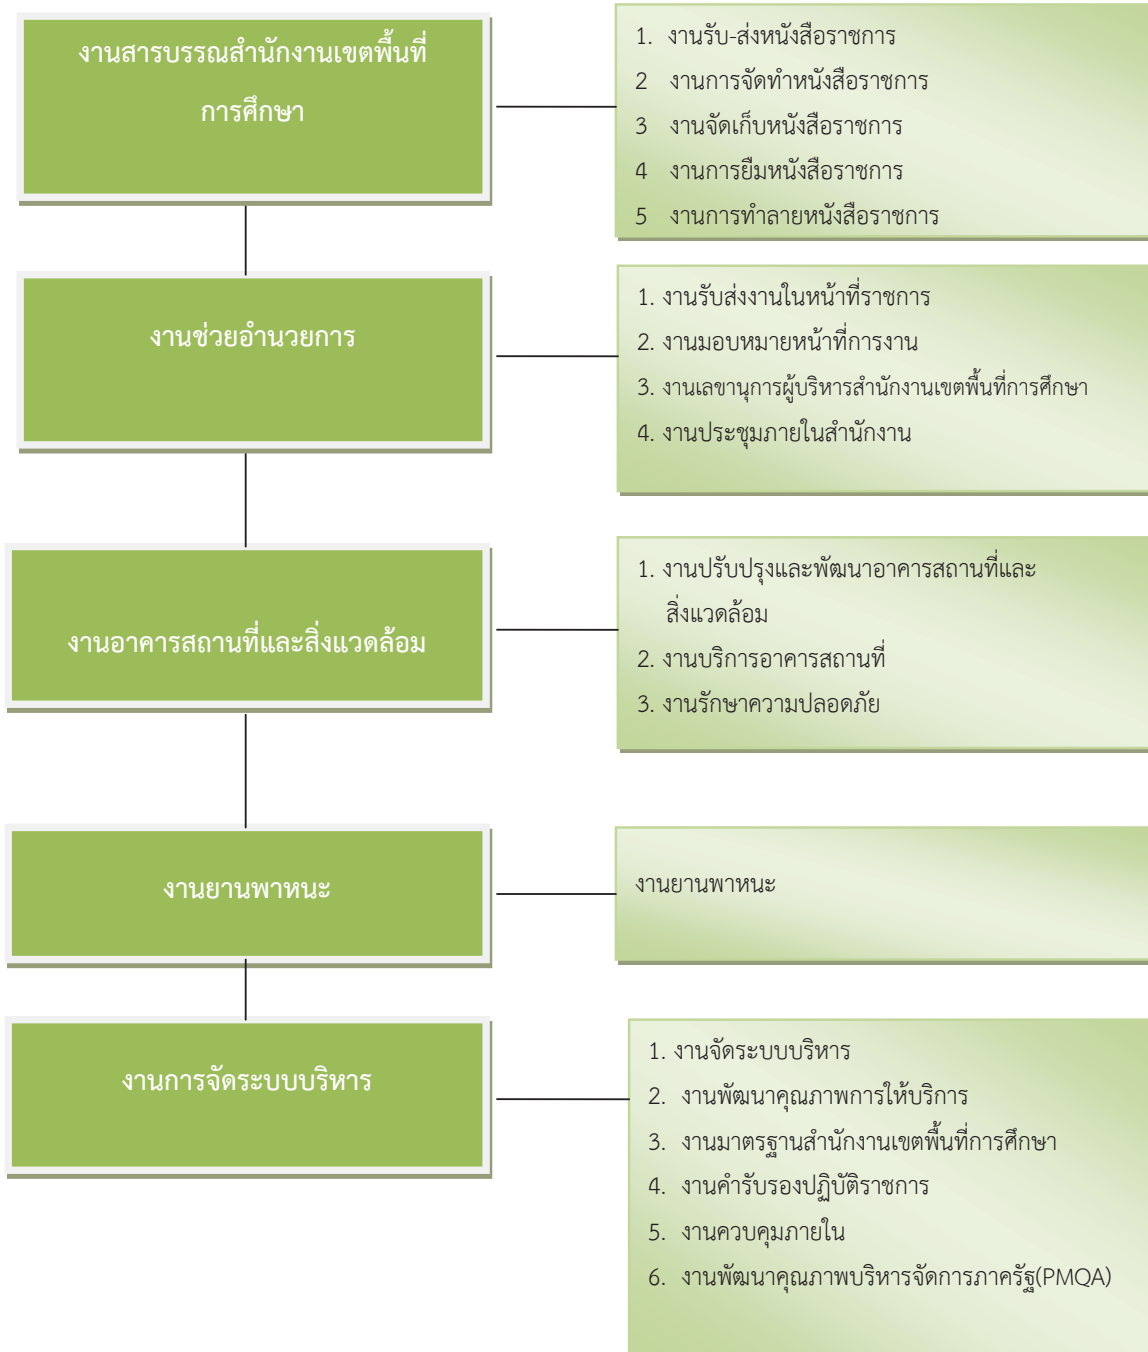 งานสารบรรณสำนักงานเขตพื้นที่
การศึกษา
1. งานรับ-ส่งหนังสือราชการ
2 งานการจัดทำหนังสือราชการ
3 งานจัดเก็บหนังสือราชการ
4 งานการยืมหนังสือราชการ
5 งานการทำลายหนังสือราชการ
งานช่วยอำนวยการ
1. งานรับส่งงานในหน้าที่ราชการ
2. งานมอบหมายหน้าที่การงาน
3. งานเลขานุการผู้บริหารสำนักงานเขตพื้นที่การศึกษา
4. งานประชุมภายในสำนักงาน
งานอาคารสถานที่และสิ่งแวดล้อม
1. งานปรับปรุงและพัฒนาอาคารสถานที่และ
สิ่งแวดล้อม
2. งานบริการอาคารสถานที่
3. งานรักษาความปลอดภัย
งานยานพาหนะ
งานยานพาหนะ
งานการจัดระบบบริหาร
1. งานจัดระบบบริหาร
2. งานพัฒนาคุณภาพการให้บริการ
3. งานมาตรฐานสำนักงานเขตพื้นที่การศึกษา
4. งานคำรับรองปฏิบัติราชการ
5. งานควบคุมภายใน
6. งานพัฒนาคุณภาพบริหารจัดการภาครัฐ(PMQA)